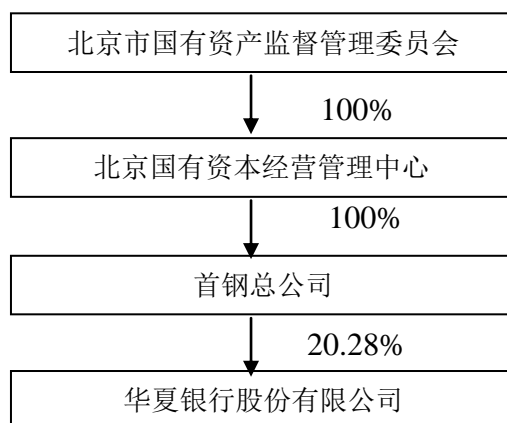 北京市国有资产监督管理委员会
100%
北京国有资本经营管理中心
100%
首钢总公司
20.28%
华夏银行股份有限公司